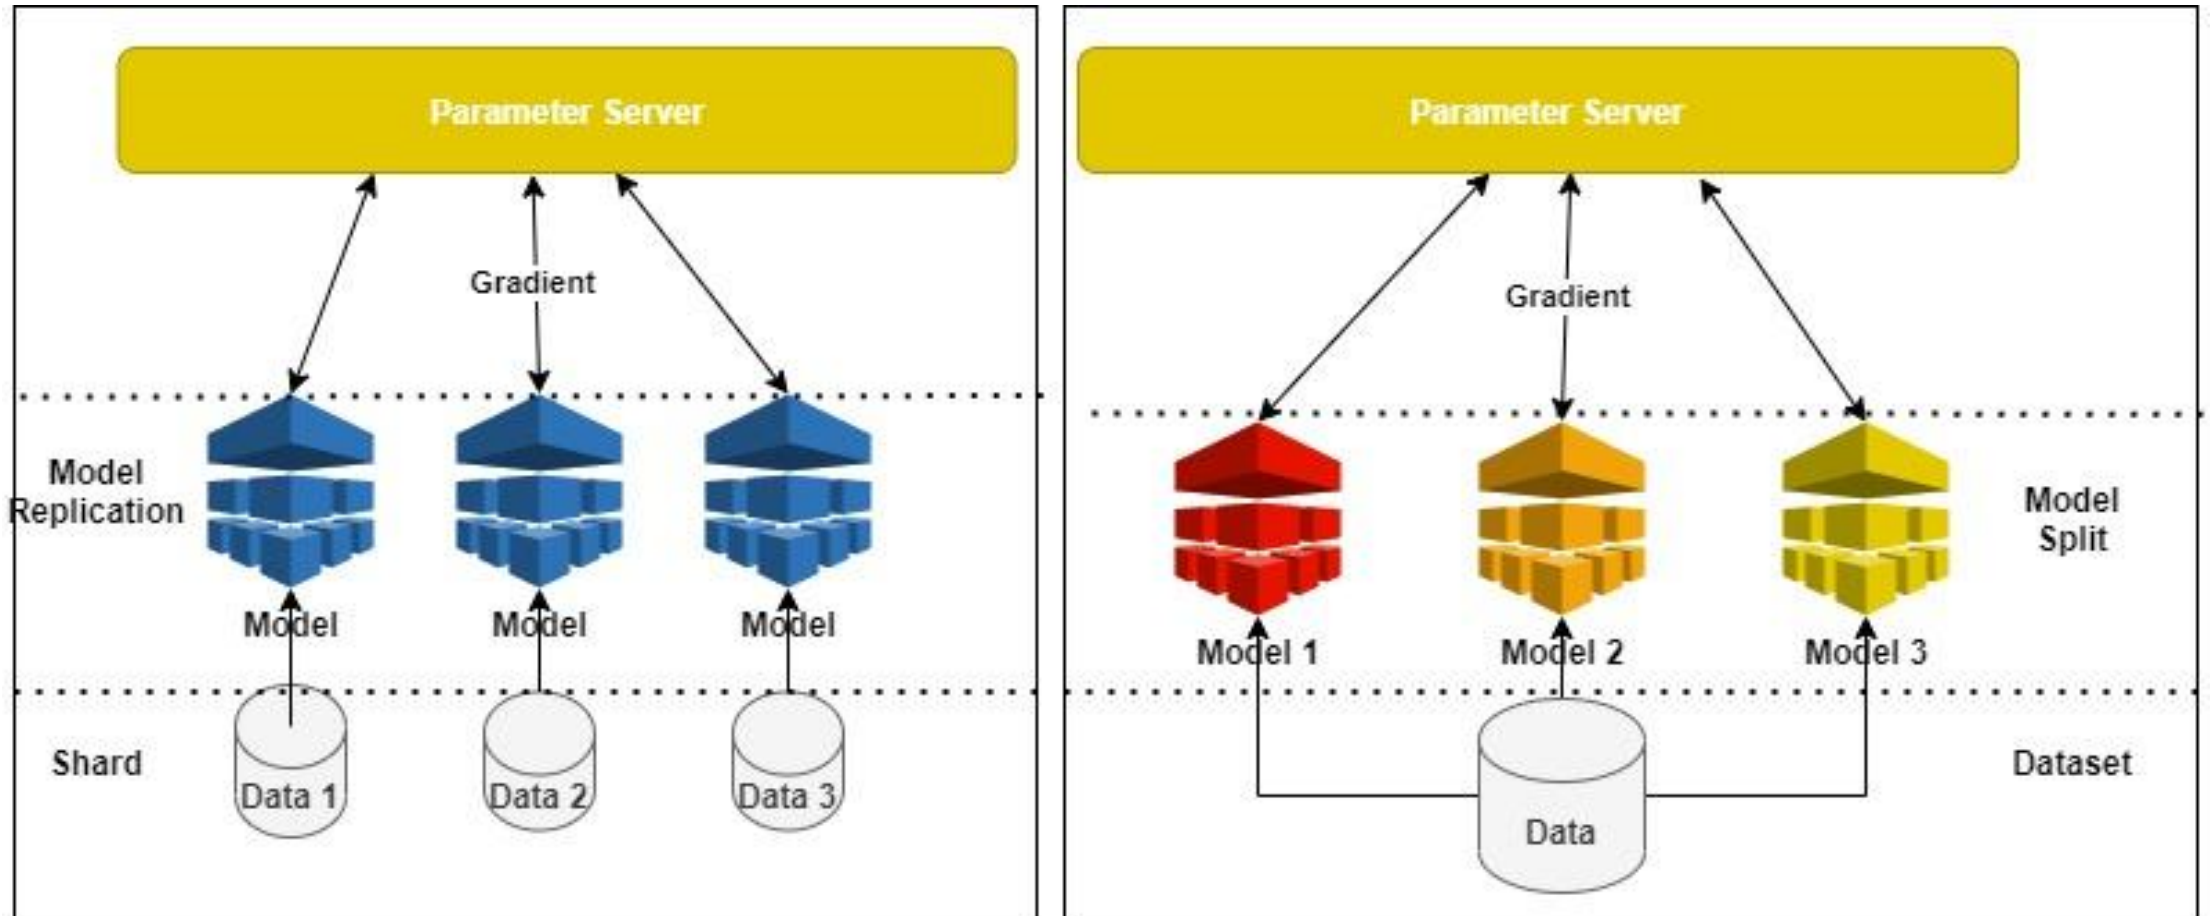 Parameter Server
Gradient
Model
Replication
Model
Model
Model
Shard
Data 1
Data 2
Data 3
Parameter Server
Gradient
Model
Split
Model 1
Model 2
Model 3
Dataset
Data